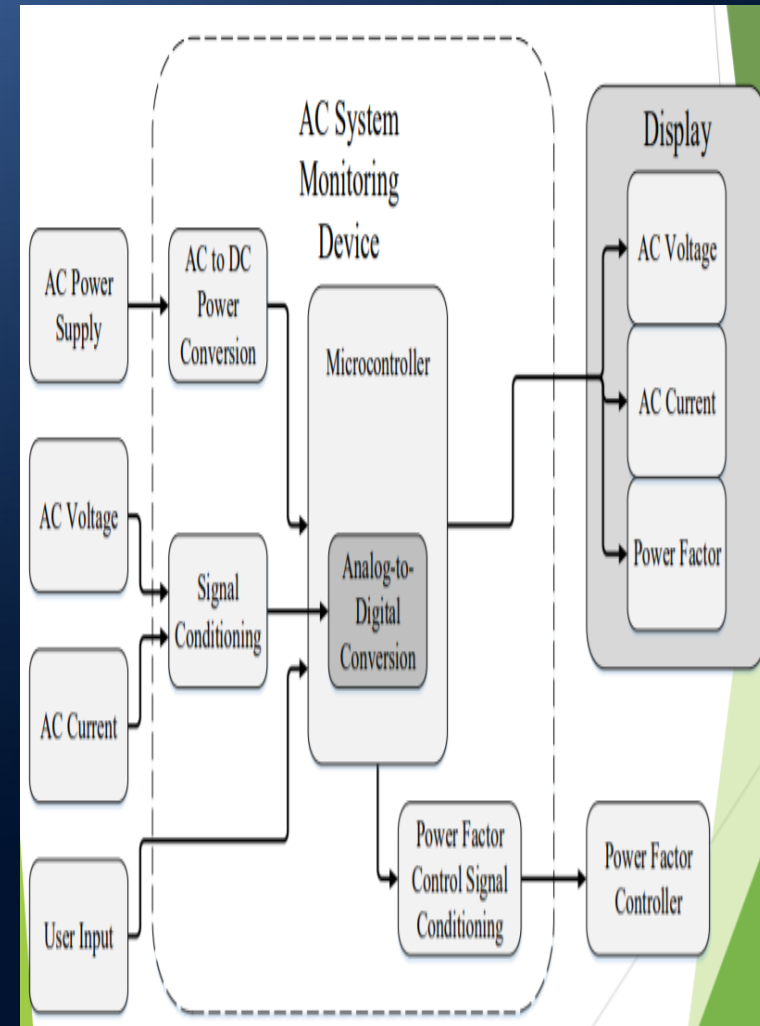 AC System
Monitoring
Device
Display
AC Power
Supply
AC to DC
Power
Conversion
Microcontroller
AC Voltage
AC Current
Power Factor
AC Voltage
Signal
Conditioning
Analog-to-
Digital
Conversion
AC Current
User Input
Power Factor
Control Signal
Conditioning
Power Factor
Controller